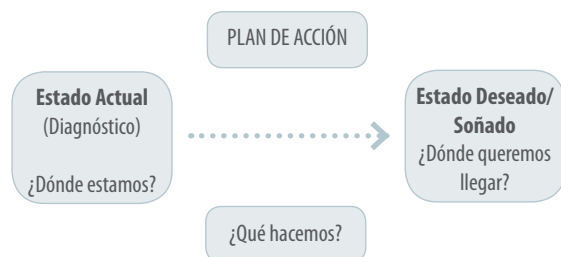 PLAN DE ACCIÓN
Estado Actual
(Diagnóstico)
¿Dónde estamos?
Estado Deseado/
Soñado
¿Dónde queremos
llegar?
¿Qué hacemos?